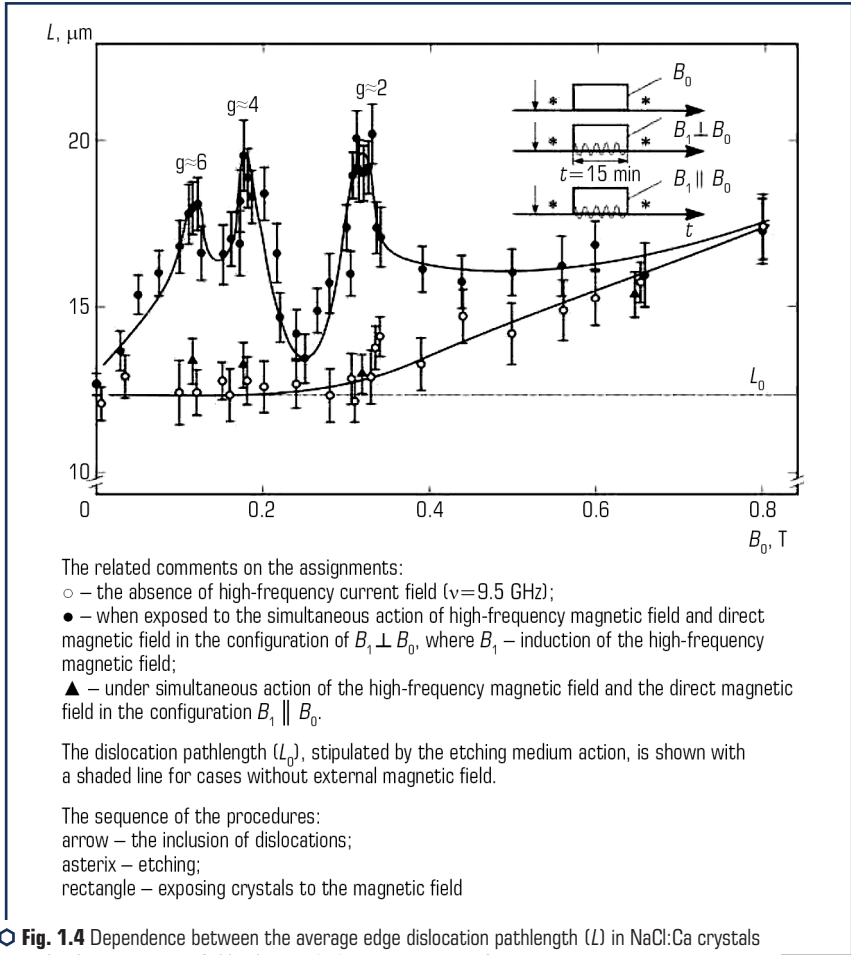 L, μm
20
15
10
g≈6
g≈4
g≈2
B₀
* *
B₁⊥B₀
* *
t=15 min
B₁ ∥ B₀
* *
t
L₀
0 0.2 0.4 0.6 0.8
B₀, T
The related comments on the assignments:
○ – the absence of high-frequency current field (ν=9.5 GHz);
● – when exposed to the simultaneous action of high-frequency magnetic field and direct
magnetic field in the configuration of B₁⊥B₀, where B₁ – induction of the high-frequency
magnetic field;
▲ – under simultaneous action of the high-frequency magnetic field and the direct magnetic
field in the configuration B₁ ∥ B₀.
The dislocation pathlength (L₀), stipulated by the etching medium action, is shown with
a shaded line for cases without external magnetic field.
The sequence of the procedures:
arrow – the inclusion of dislocations;
asterix – etching;
rectangle – exposing crystals to the magnetic field
Fig. 1.4 Dependence between the average edge dislocation pathlength (L) in NaCl:Ca crystals